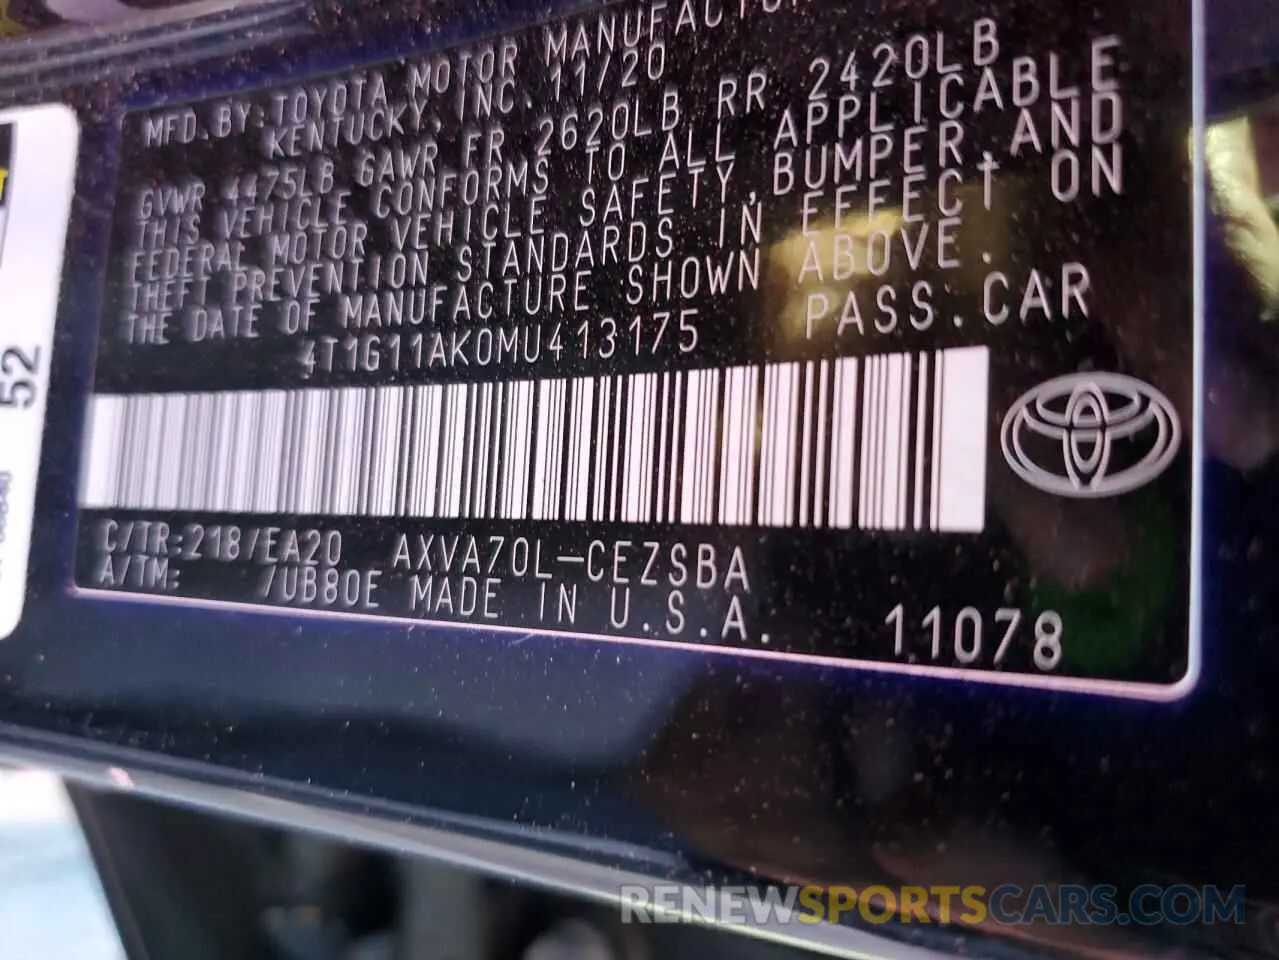 MFD. BY: TOYOTA MOTOR MANUFACTU
KENTUCKY, INC. 11/20
GVWR 4475LB GAWR FR 2620LB RR 2420LB
THIS VEHICLE CONFORMS TO ALL APPLICABLE
FEDERAL MOTOR VEHICLE SAFETY, BUMPER, AND
THEFT PREVENTION STANDARDS IN EFFECT ON
THE DATE OF MANUFACTURE SHOWN ABOVE.
4T1G11AK0MU413175 PASS. CAR
C/TR:218/EA20 AXVA70L-CEZSBA
A/TM: /UB80E MADE IN U.S.A.
11078
52
RENEWSPORTSCARS.COM